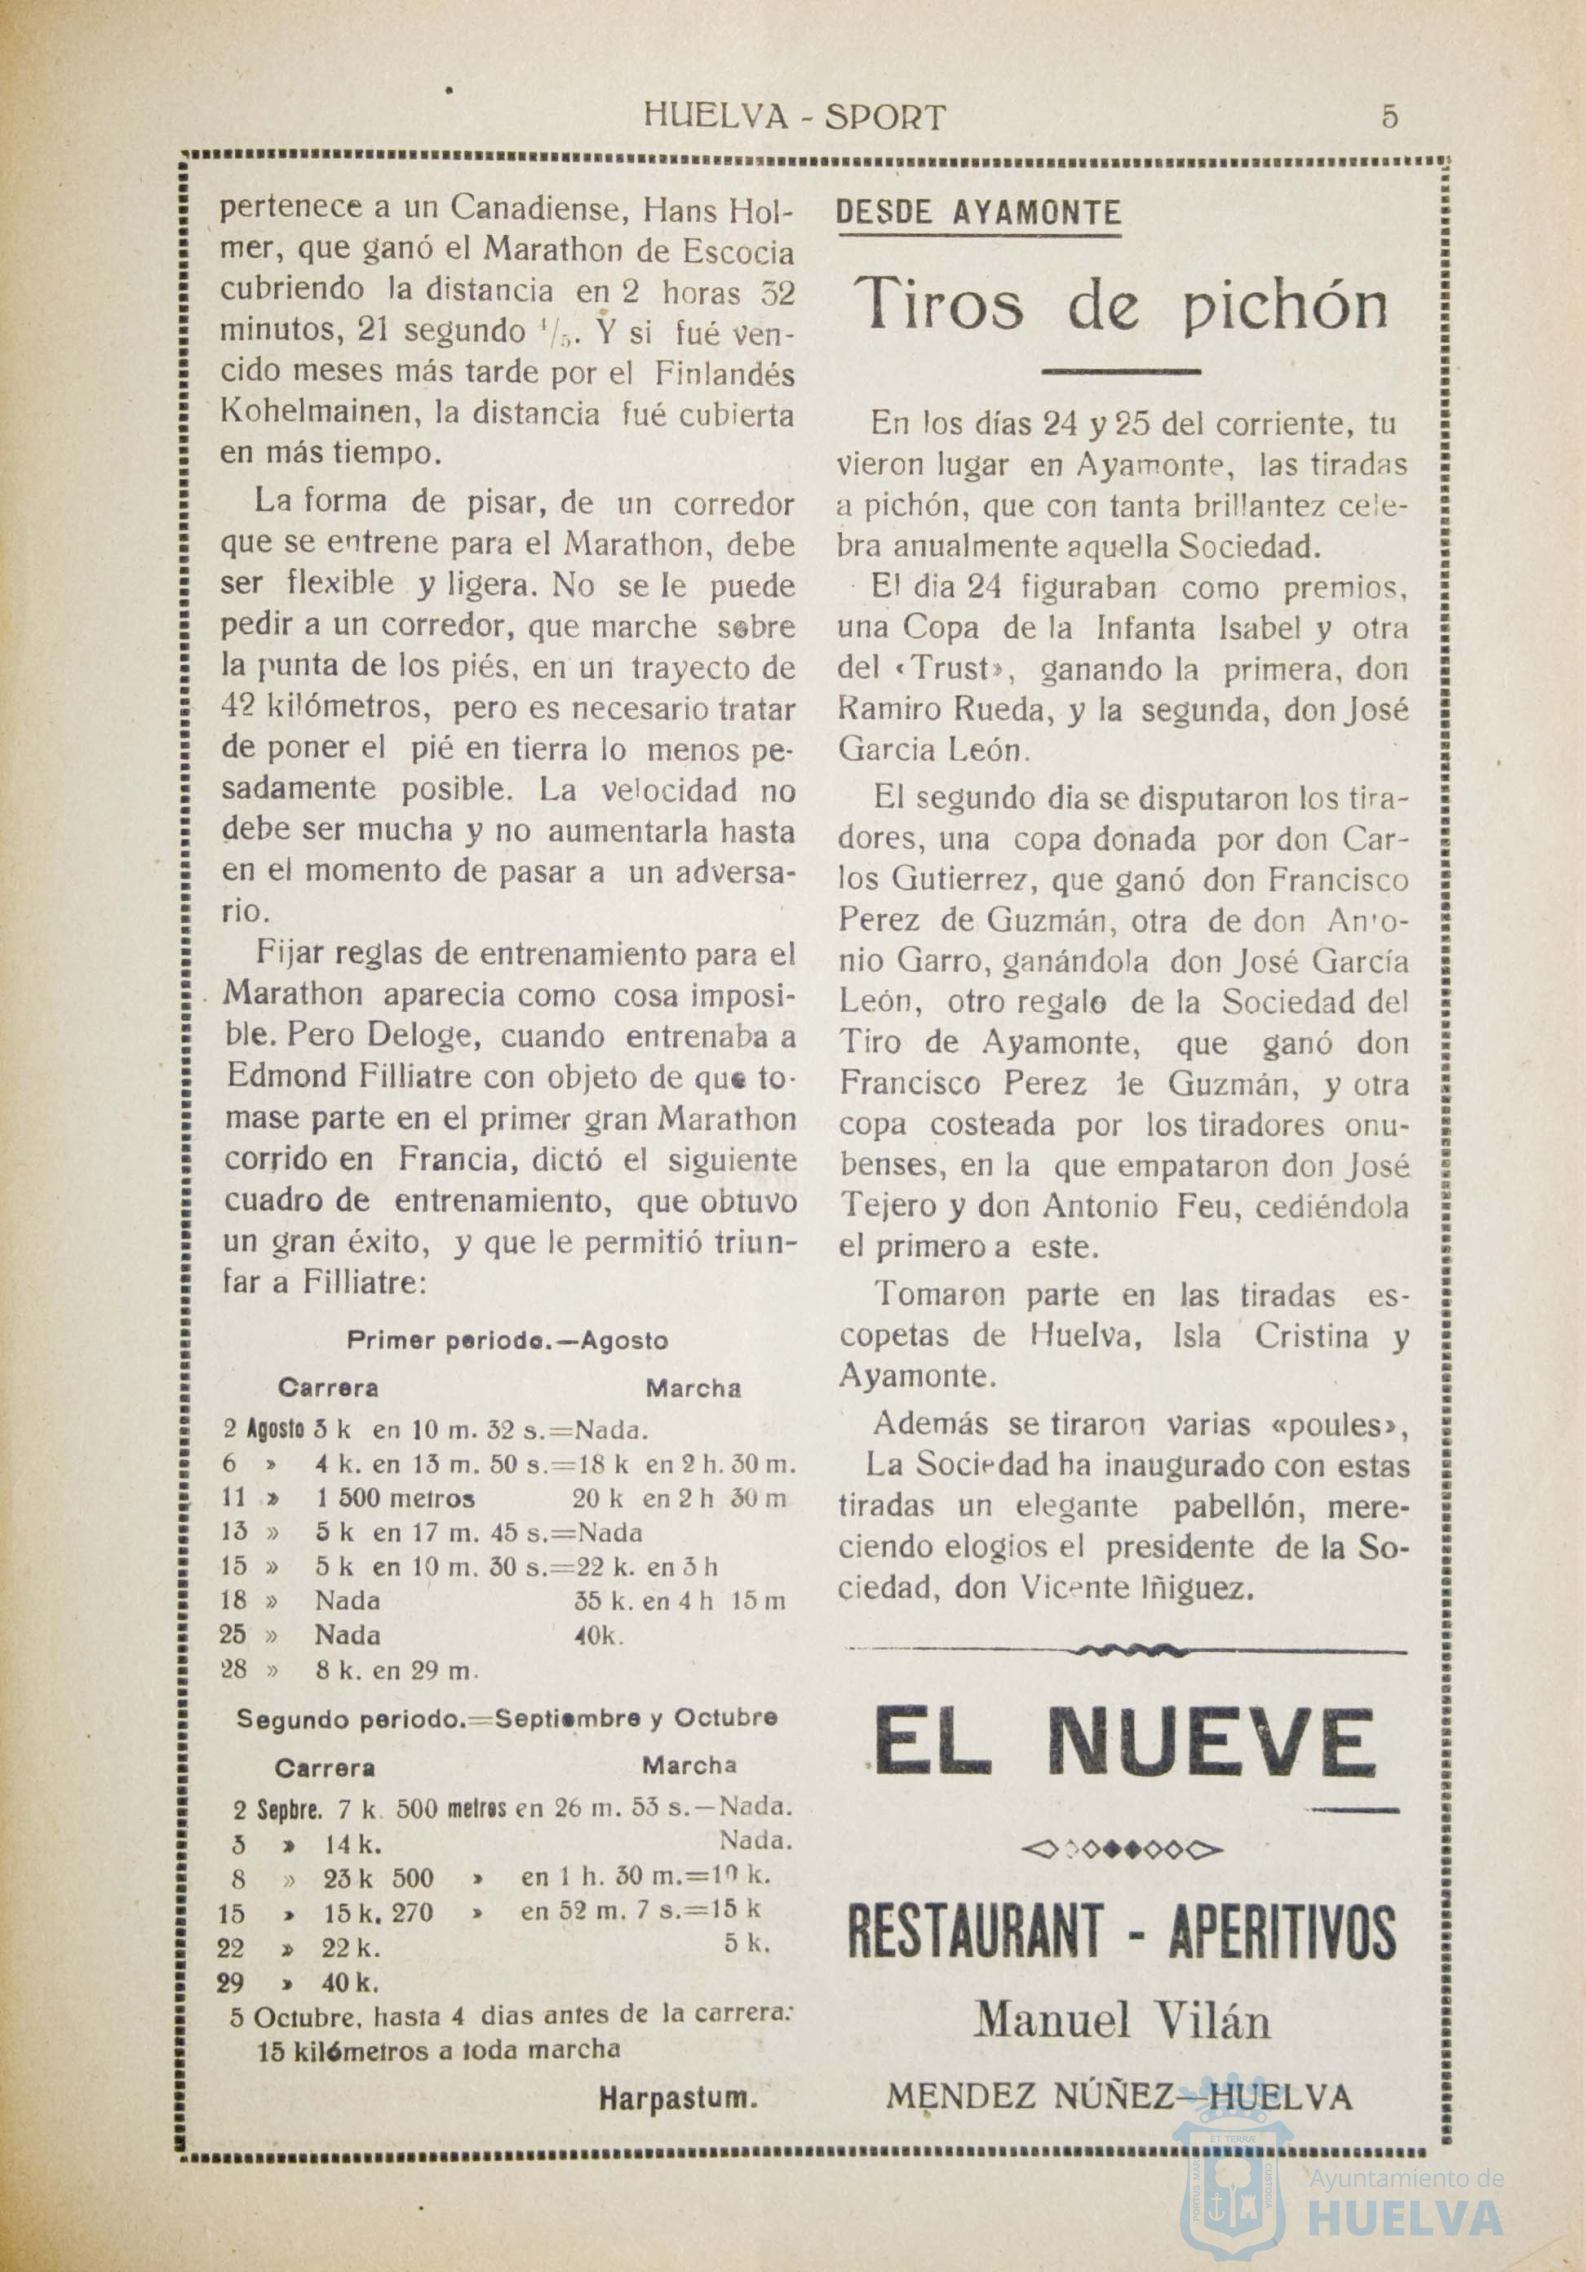 HUELVA - SPORT
5
pertenece a un Canadiense, Hans Hol-
mer, que ganó el Marathon de Escocia
cubriendo la distancia en 2 horas 32
minutos, 21 segundo 1/5. Y si fué ven-
cido meses más tarde por el Finlandés
Kohelmainen, la distancia fué cubierta
en más tiempo.
La forma de pisar, de un corredor
que se entrene para el Marathon, debe
ser flexible y ligera. No se le puede
pedir a un corredor, que marche sobre
la punta de los piés, en un trayecto de
42 kilómetros, pero es necesario tratar
de poner el pié en tierra lo menos pe-
sadamente posible. La velocidad no
debe ser mucha y no aumentarla hasta
en el momento de pasar a un adversa-
rio.
Fijar reglas de entrenamiento para el
Marathon aparecia como cosa imposi-
ble. Pero Deloge, cuando entrenaba a
Edmond Filliatre con objeto de que to-
mase parte en el primer gran Marathon
corrido en Francia, dictó el siguiente
cuadro de entrenamiento, que obtuvo
un gran éxito, y que le permitió triun-
far a Filliatre:
Primer periodo.—Agosto
Carrera Marcha
2 Agosto 3 k en 10 m. 32 s.=Nada.
6 » 4 k. en 13 m. 50 s.=18 k en 2 h. 30 m.
11 » 1 500 metros 20 k en 2 h 30 m
13 » 5 k en 17 m. 45 s.=Nada
15 » 5 k en 10 m. 30 s.=22 k. en 3 h
18 » Nada 35 k. en 4 h 15 m
25 » Nada 40k.
28 » 8 k. en 29 m.
Segundo periodo.=Septiembre y Octubre
Carrera Marcha
2 Sepbre. 7 k. 500 metros en 26 m. 53 s.—Nada.
3 » 14 k. Nada.
8 » 23 k 500 » en 1 h. 30 m.=10 k.
15 » 15 k. 270 » en 52 m. 7 s.=15 k
22 » 22 k. 5 k.
29 » 40 k.
5 Octubre, hasta 4 dias antes de la carrera:
15 kilómetros a toda marcha
Harpastum.
DESDE AYAMONTE
Tiros de pichón
En los días 24 y 25 del corriente, tu
vieron lugar en Ayamonte, las tiradas
a pichón, que con tanta brillantez cele-
bra anualmente aquella Sociedad.
El dia 24 figuraban como premios,
una Copa de la Infanta Isabel y otra
del «Trust», ganando la primera, don
Ramiro Rueda, y la segunda, don José
Garcia León.
El segundo dia se disputaron los tira-
dores, una copa donada por don Car-
los Gutierrez, que ganó don Francisco
Perez de Guzmán, otra de don Anto-
nio Garro, ganándola don José García
León, otro regalo de la Sociedad del
Tiro de Ayamonte, que ganó don
Francisco Perez de Guzmán, y otra
copa costeada por los tiradores onu-
benses, en la que empataron don José
Tejero y don Antonio Feu, cediéndola
el primero a este.
Tomaron parte en las tiradas es-
copetas de Huelva, Isla Cristina y
Ayamonte.
Además se tiraron varias «poules»,
La Sociedad ha inaugurado con estas
tiradas un elegante pabellón, mere-
ciendo elogios el presidente de la So-
ciedad, don Vicente Iñiguez.
EL NUEVE
RESTAURANT - APERITIVOS
Manuel Vilán
MENDEZ NÚÑEZ—HUELVA
PORTUS MARIS
ET TERRÆ
CUSTODIA
Ayuntamiento de
HUELVA